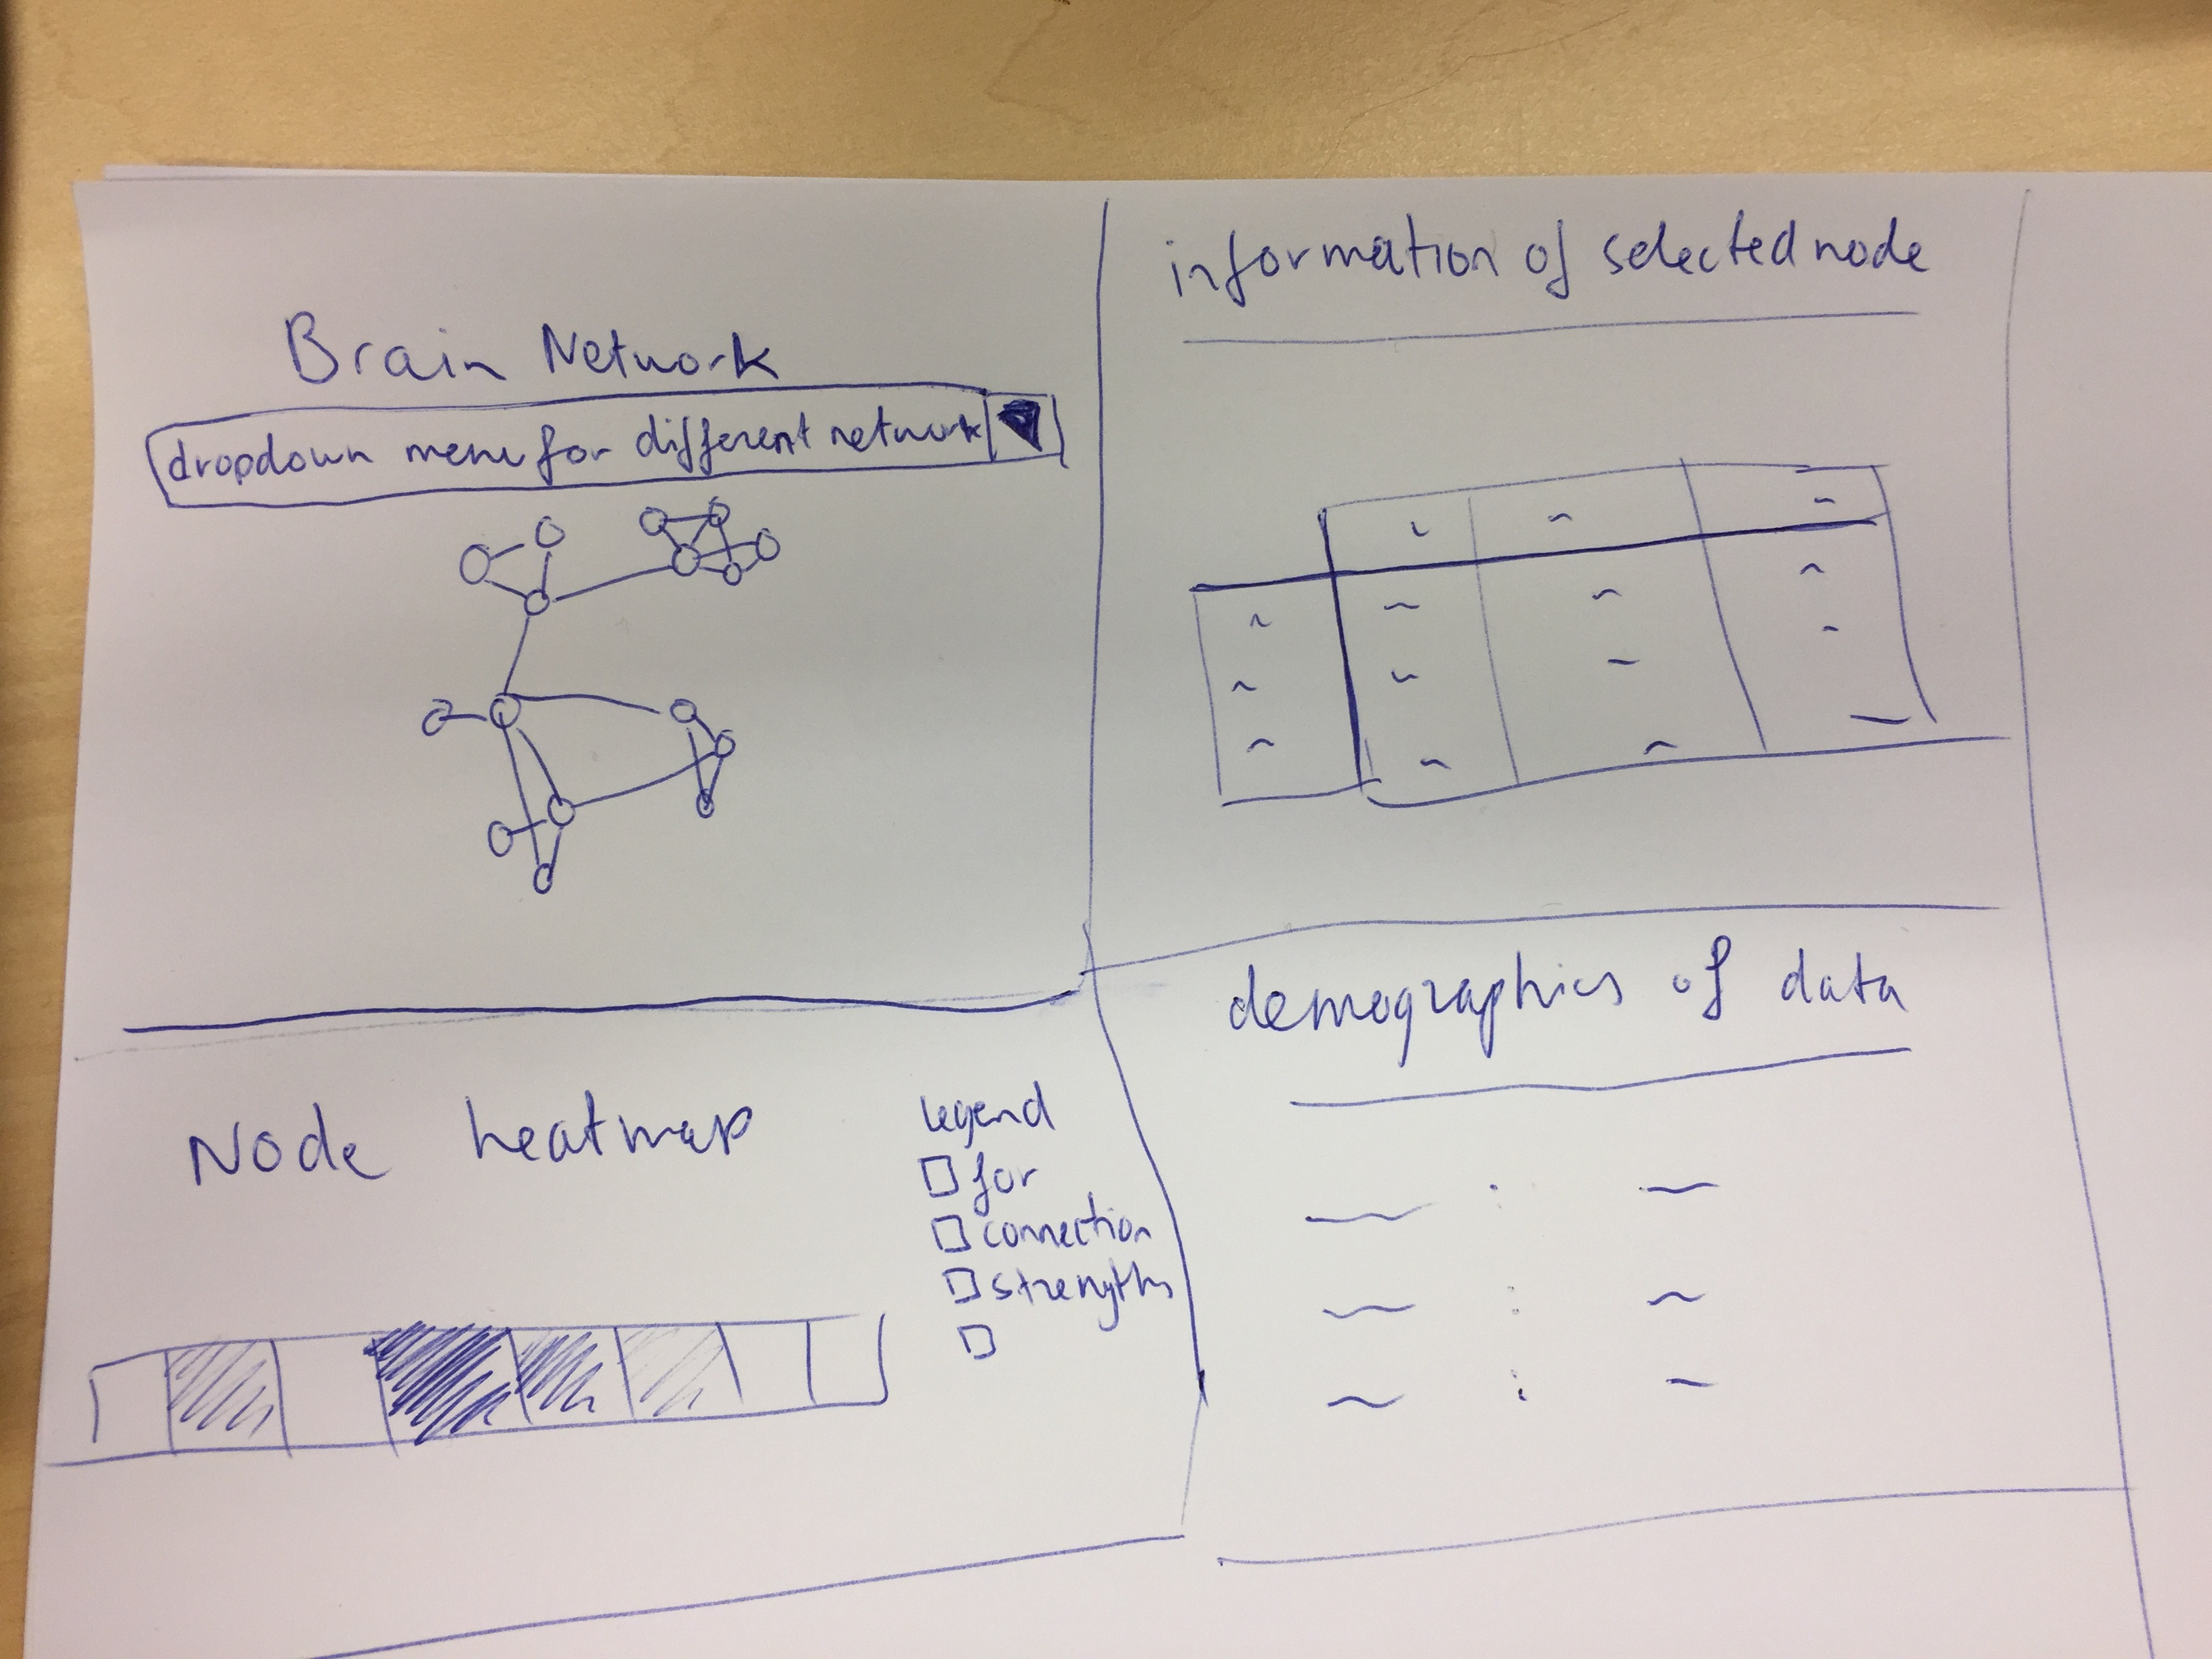 Brain Network
dropdown menu for different network
information of selected node
Node heatmap
legend
for
connection
strength
demographics of data